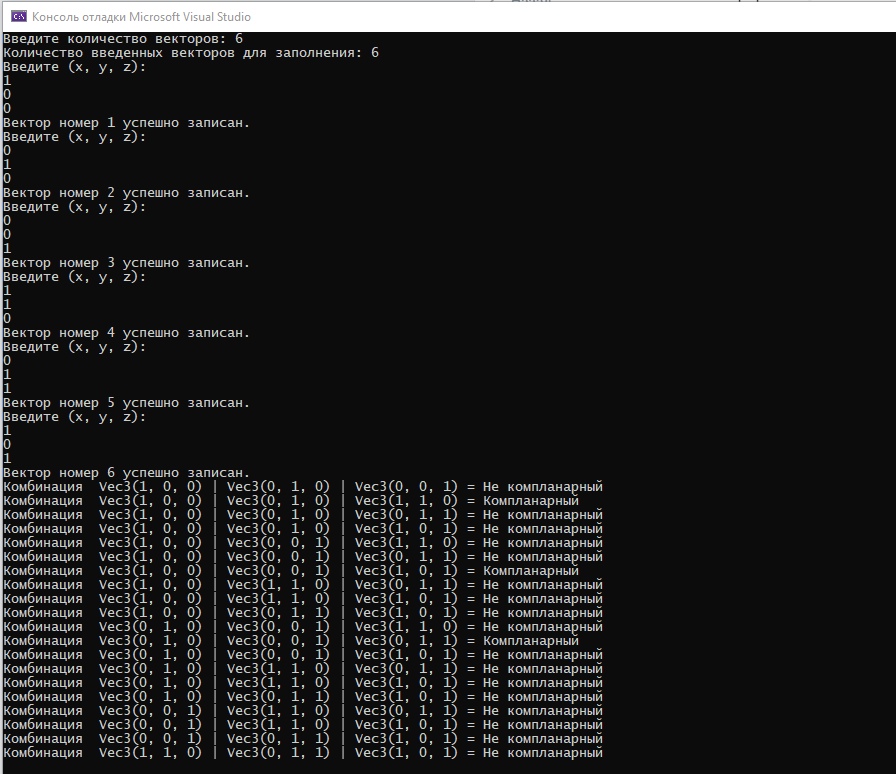 Консоль отладки Microsoft Visual Studio
Введите количество векторов: 6
Количество введенных векторов для заполнения: 6
Введите (x, y, z):
1
0
0
Вектор номер 1 успешно записан.
Введите (x, y, z):
0
1
0
Вектор номер 2 успешно записан.
Введите (x, y, z):
0
0
1
Вектор номер 3 успешно записан.
Введите (x, y, z):
1
1
0
Вектор номер 4 успешно записан.
Введите (x, y, z):
0
1
1
Вектор номер 5 успешно записан.
Введите (x, y, z):
1
0
1
Вектор номер 6 успешно записан.
Комбинация  Vec3(1, 0, 0) | Vec3(0, 1, 0) | Vec3(0, 0, 1) = Не компланарный
Комбинация  Vec3(1, 0, 0) | Vec3(0, 1, 0) | Vec3(1, 1, 0) = Компланарный
Комбинация  Vec3(1, 0, 0) | Vec3(0, 1, 0) | Vec3(0, 1, 1) = Не компланарный
Комбинация  Vec3(1, 0, 0) | Vec3(0, 1, 0) | Vec3(1, 0, 1) = Не компланарный
Комбинация  Vec3(1, 0, 0) | Vec3(0, 0, 1) | Vec3(1, 1, 0) = Не компланарный
Комбинация  Vec3(1, 0, 0) | Vec3(0, 0, 1) | Vec3(0, 1, 1) = Не компланарный
Комбинация  Vec3(1, 0, 0) | Vec3(0, 0, 1) | Vec3(1, 0, 1) = Компланарный
Комбинация  Vec3(1, 0, 0) | Vec3(1, 1, 0) | Vec3(0, 1, 1) = Не компланарный
Комбинация  Vec3(1, 0, 0) | Vec3(1, 1, 0) | Vec3(1, 0, 1) = Не компланарный
Комбинация  Vec3(1, 0, 0) | Vec3(0, 1, 1) | Vec3(1, 0, 1) = Не компланарный
Комбинация  Vec3(0, 1, 0) | Vec3(0, 0, 1) | Vec3(1, 1, 0) = Не компланарный
Комбинация  Vec3(0, 1, 0) | Vec3(0, 0, 1) | Vec3(0, 1, 1) = Компланарный
Комбинация  Vec3(0, 1, 0) | Vec3(0, 0, 1) | Vec3(1, 0, 1) = Не компланарный
Комбинация  Vec3(0, 1, 0) | Vec3(1, 1, 0) | Vec3(0, 1, 1) = Не компланарный
Комбинация  Vec3(0, 1, 0) | Vec3(1, 1, 0) | Vec3(1, 0, 1) = Не компланарный
Комбинация  Vec3(0, 1, 0) | Vec3(0, 1, 1) | Vec3(1, 0, 1) = Не компланарный
Комбинация  Vec3(0, 0, 1) | Vec3(1, 1, 0) | Vec3(0, 1, 1) = Не компланарный
Комбинация  Vec3(0, 0, 1) | Vec3(1, 1, 0) | Vec3(1, 0, 1) = Не компланарный
Комбинация  Vec3(0, 0, 1) | Vec3(0, 1, 1) | Vec3(1, 0, 1) = Не компланарный
Комбинация  Vec3(1, 1, 0) | Vec3(0, 1, 1) | Vec3(1, 0, 1) = Не компланарный